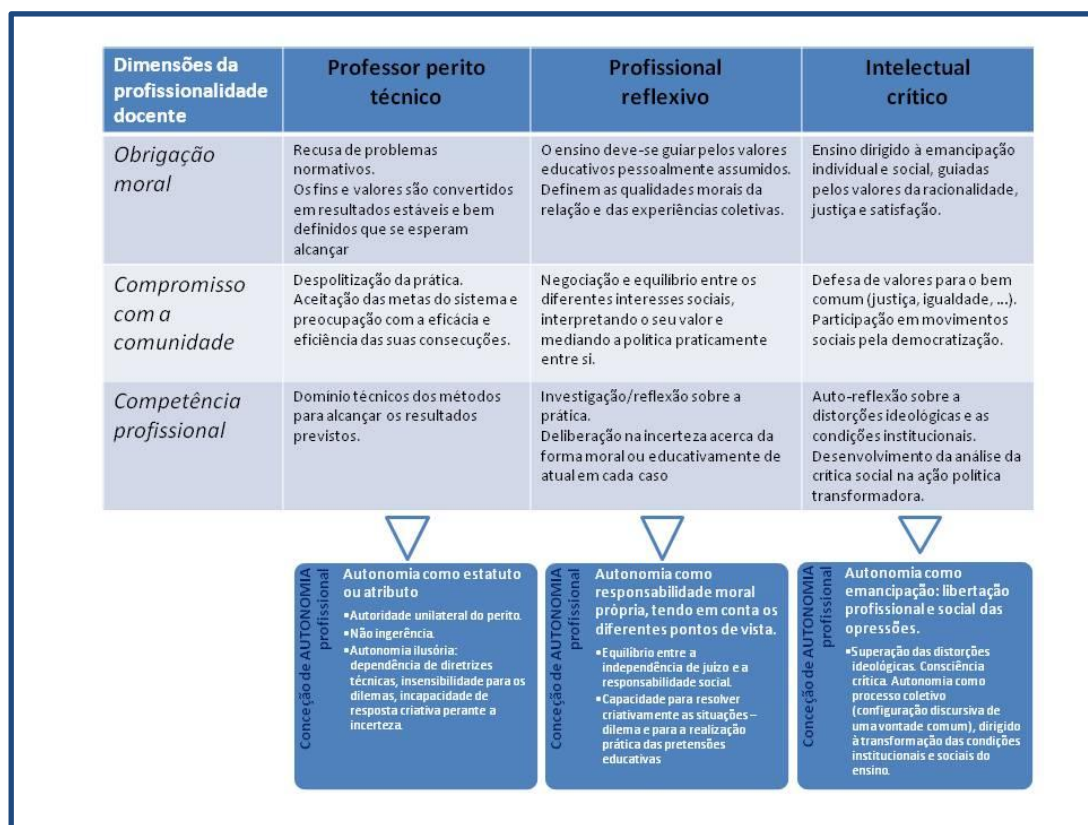 Dimensões da
profissionalidade
docente
Professor perito
técnico
Profissional
reflexivo
Intelectual
crítico
Obrigação
moral
Recusa de problemas
normativos.
Os fins e valores são convertidos
em resultados estáveis e bem
definidos que se esperam
alcançar
O ensino deve-se guiar pelos valores
educativos pessoalmente assumidos.
Definem as qualidades morais da
relação e das experiências coletivas.
Ensino dirigido à emancipação
individual e social, guiadas
pelos valores da racionalidade,
justiça e satisfação.
Compromisso
com a
comunidade
Despolitização da prática.
Aceitação das metas do sistema e
preocupação com a eficácia e
eficiência das suas consecuções.
Negociação e equilíbrio entre os
diferentes interesses sociais,
interpretando o seu valor e
mediando a política praticamente
entre si.
Defesa de valores para o bem
comum (justiça, igualdade, ...).
Participação em movimentos
sociais pela democratização.
Competência
profissional
Domínio técnicos dos métodos
para alcançar os resultados
previstos.
Investigação/reflexão sobre a
prática.
Deliberação na incerteza acerca da
forma moral ou educativamente de
atual em cada caso
Auto-reflexão sobre a
distorções ideológicas e as
condições institucionais.
Desenvolvimento da análise da
crítica social na ação política
transformadora.
Conceção de AUTONOMIA
profissional
Autonomia como estatuto
ou atributo
▪Autoridade unilateral do perito.
▪Não ingerência.
▪Autonomia ilusória:
dependência de diretrizes
técnicas, insensibilidade para os
dilemas, incapacidade de
resposta criativa perante a
incerteza.
Conceção de AUTONOMIA
profissional
Autonomia como
responsabilidade moral
própria, tendo em conta os
diferentes pontos de vista.
▪Equilíbrio entre a
independência de juízo e a
responsabilidade social.
▪Capacidade para resolver
criativamente as situações –
dilema e para a realização
prática das pretensões
educativas
Conceção de AUTONOMIA
profissional
Autonomia como
emancipação: libertação
profissional e social das
opressões.
▪Superação das distorções
ideológicas. Consciência
crítica. Autonomia como
processo coletivo
(configuração discursiva de
uma vontade comum), dirigido
à transformação das condições
institucionais e sociais do
ensino.